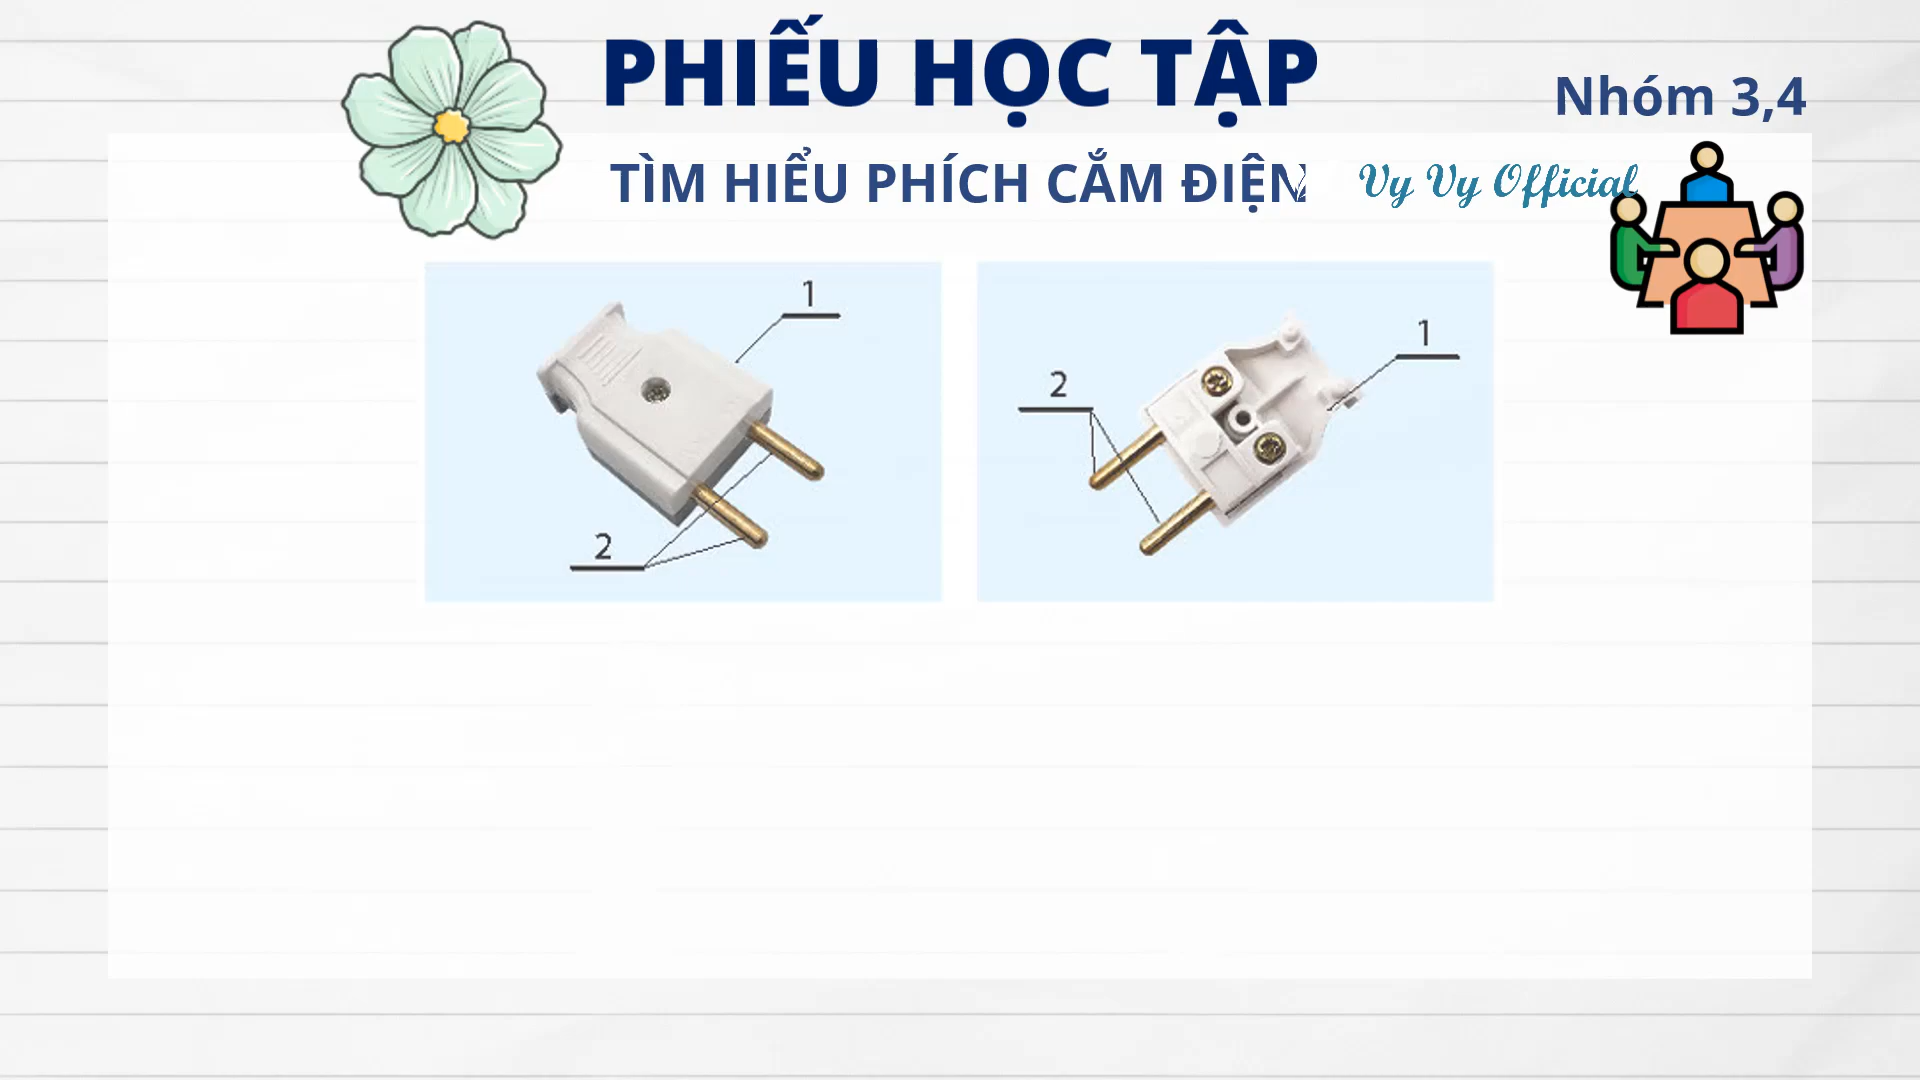 PHIẾU HỌC TẬP
Nhóm 3,4
TÌM HIỂU PHÍCH CẮM ĐIỆN
Vy Vy Official
1
2
2
1